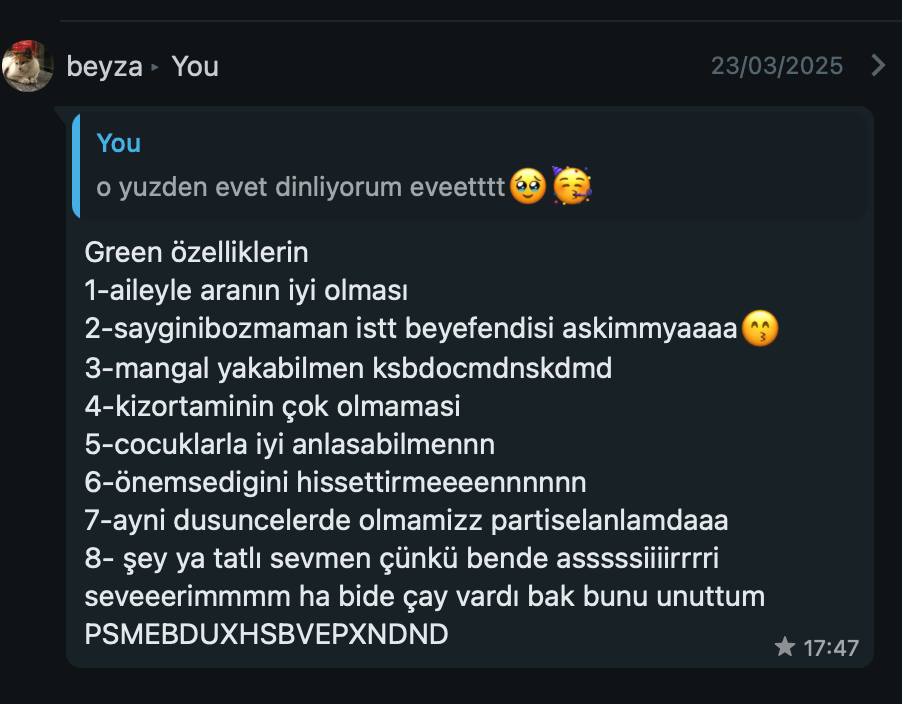 beyza ▸ You 23/03/2025
You
o yuzden evet dinliyorum eveetttt🥹🥳
Green özelliklerin
1-aileyle aranın iyi olması
2-sayginibozmaman istt beyefendisi askimmyaaaa😙
3-mangal yakabilmen ksbdocmdnskdmd
4-kizortaminin çok olmamasi
5-cocuklarla iyi anlasabilmennn
6-önemsedigini hissettirmeeeennnnnn
7-ayni dusuncelerde olmamizz partiselanlamdaaa
8- şey ya tatlı sevmen çünkü bende asssssiiiirrrri
seveeerimmmm ha bide çay vardı bak bunu unuttum
PSMEBDUXHSBVEPXNDND
★ 17:47